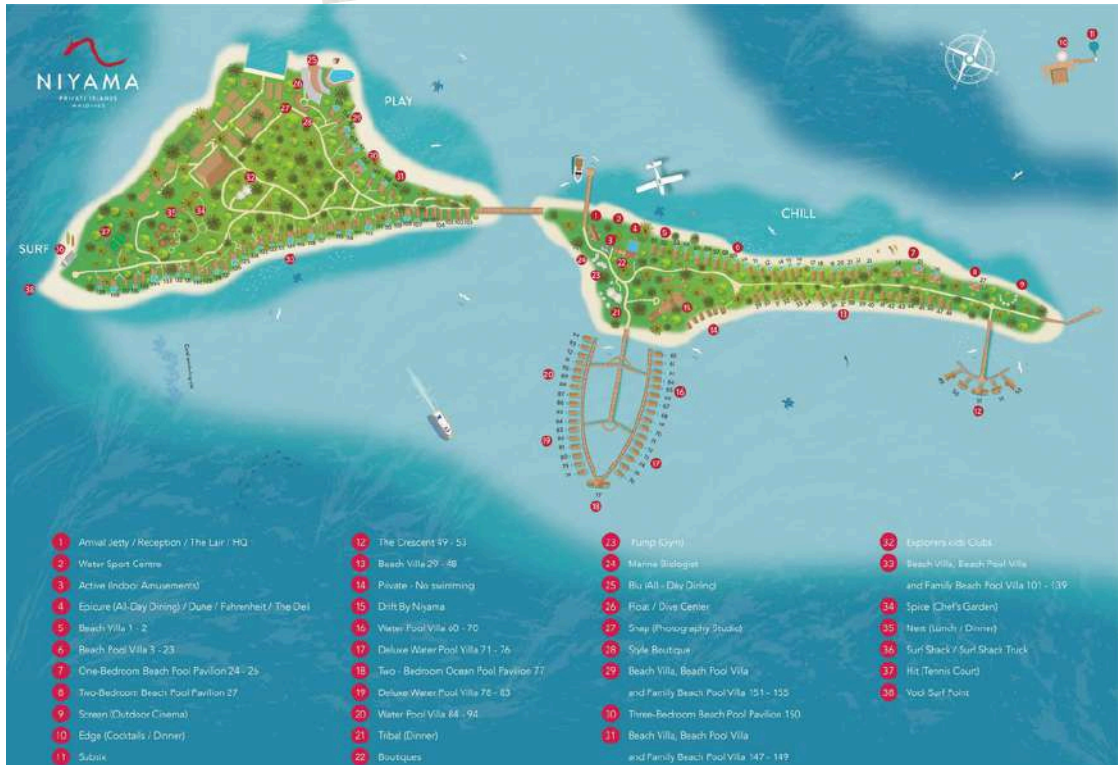 NIYAMA
PRIVATE ISLANDS
MALDIVES
PLAY
SURF
CHILL
1 Arrival Jetty / Reception / The Lair / HQ
2 Water Sport Centre
3 Active (Indoor Amusements)
4 Epicure (All-Day Dining) / Dune / Fahrenheit / The Deli
5 Beach Villa 1 - 2
6 Beach Pool Villa 3 - 23
7 One-Bedroom Beach Pool Pavilion 24 - 26
8 Two-Bedroom Beach Pool Pavilion 27
9 Screen (Outdoor Cinema)
10 Edge (Cocktails / Dinner)
11 Subsix
12 The Crescent 49 - 53
13 Beach Villa 29 - 48
14 Private - No swimming
15 Drift By Niyama
16 Water Pool Villa 60 - 70
17 Deluxe Water Pool Villa 71 - 76
18 Two - Bedroom Ocean Pool Pavilion 77
19 Deluxe Water Pool Villa 78 - 83
20 Water Pool Villa 84 - 94
21 Tribal (Dinner)
22 Boutiques
23 Pump (Gym)
24 Marine Biologist
25 Blu (All - Day Dining)
26 Float / Dive Center
27 Snap (Photography Studio)
28 Style Boutique
29 Beach Villa, Beach Pool Villa
and Family Beach Pool Villa 151 - 155
30 Three-Bedroom Beach Pool Pavilion 150
31 Beach Villa, Beach Pool Villa
and Family Beach Pool Villa 147 - 149
32 Explorers Kids Clubs
33 Beach Villa, Beach Pool Villa
and Family Beach Pool Villa 101 - 139
34 Spice (Chef's Garden)
35 Nest (Lunch / Dinner)
36 Surf Shack / Surf Shack Truck
37 Hit (Tennis Court)
38 Vodi Surf Point